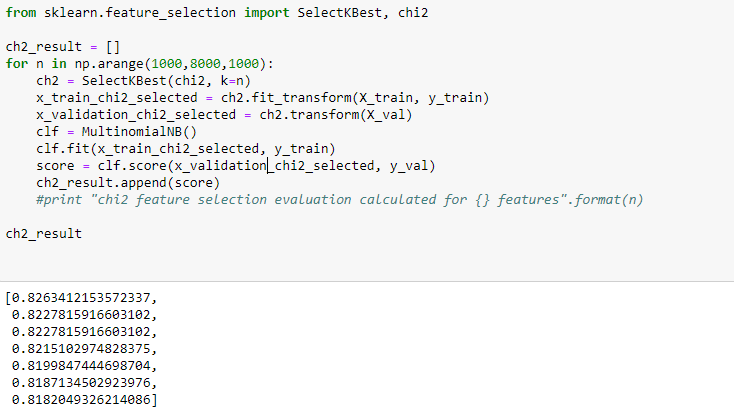 from sklearn.feature_selection import SelectKBest, chi2
ch2_result = []
for n in np.arange(1000,8000,1000):
    ch2 = SelectKBest(chi2, k=n)
    x_train_chi2_selected = ch2.fit_transform(X_train, y_train)
    x_validation_chi2_selected = ch2.transform(X_val)
    clf = MultinomialNB()
    clf.fit(x_train_chi2_selected, y_train)
    score = clf.score(x_validation_chi2_selected, y_val)
    ch2_result.append(score)
    #print "chi2 feature selection evaluation calculated for {} features".format(n)
ch2_result
[0.8263412153572337,
 0.8227815916603102,
 0.8227815916603102,
 0.8215102974828375,
 0.8199847444698704,
 0.8187134502923976,
 0.8182049326214086]